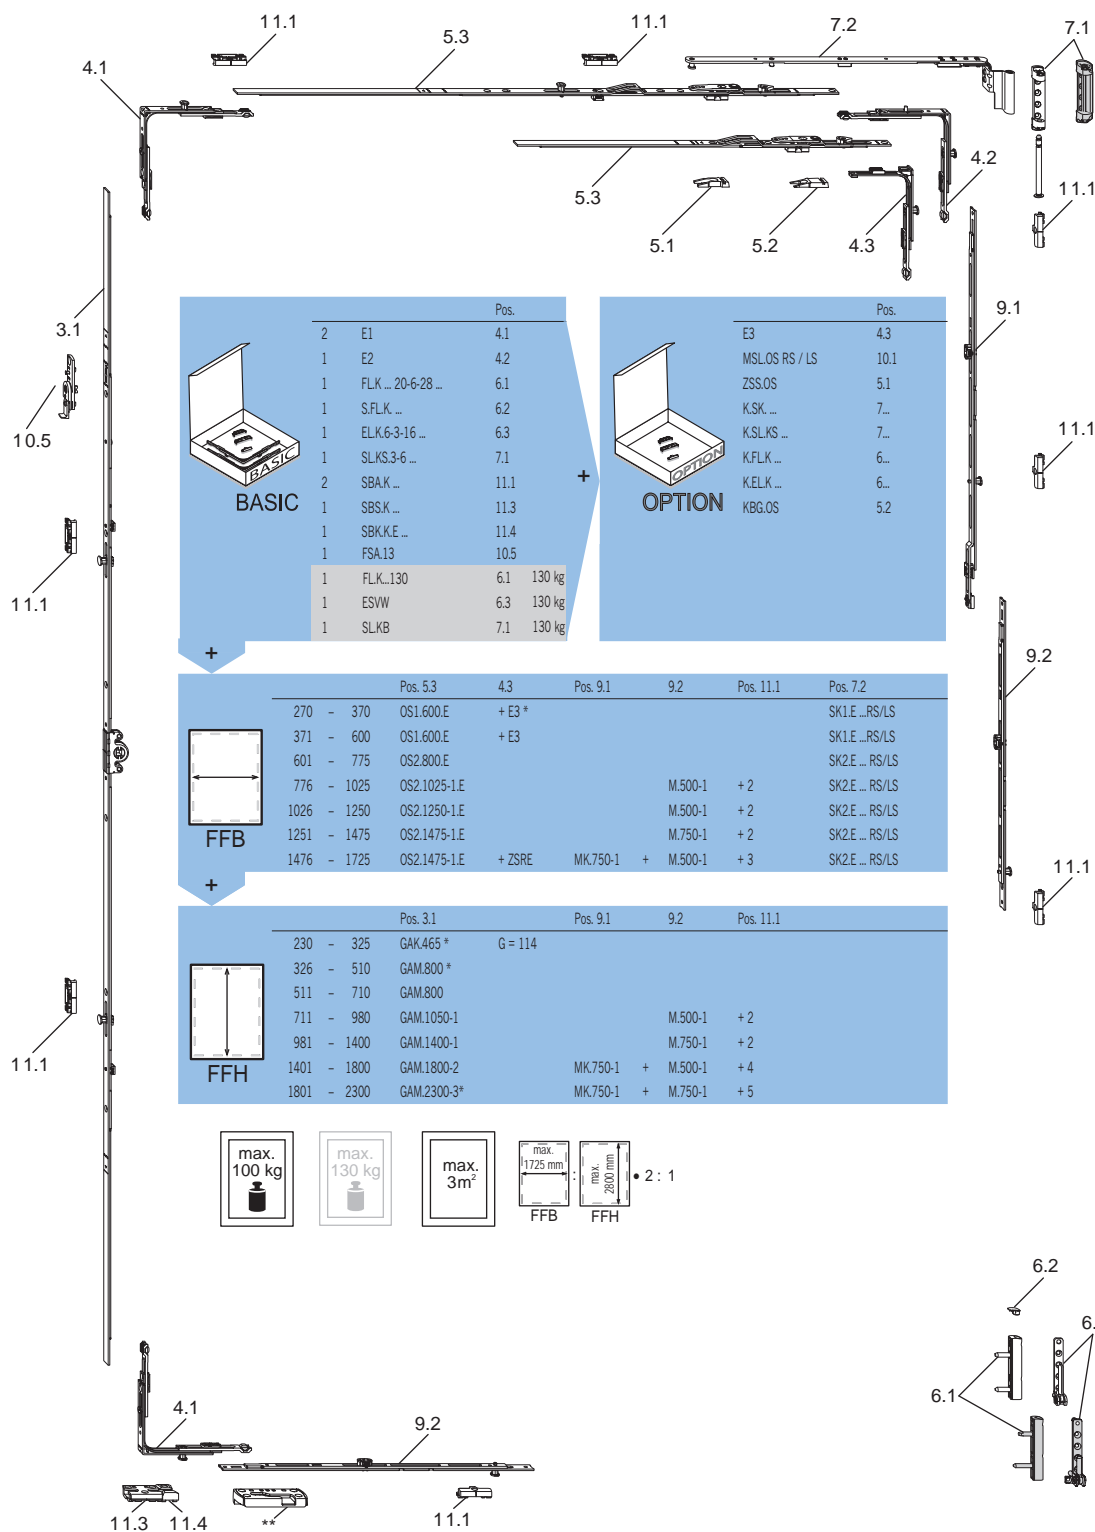 11.1
5.3
11.1
7.2
7.1
4.1
5.3
4.2
5.1
5.2
4.3
11.1
3.1
9.1
10.5
11.1
11.1
9.2
11.1
11.1
Pos.
2 E1 4.1
1 E2 4.2
1 FL.K ... 20-6-28 ... 6.1
1 S.FL.K. ... 6.2
1 EL.K.6-3-16 ... 6.3
1 SL.KS.3-6 ... 7.1
2 SBA.K ... 11.1
1 SBS.K ... 11.3
1 SBK.K.E ... 11.4
1 FSA.13 10.5
1 FL.K...130 6.1 130 kg
1 ESVW 6.3 130 kg
1 SL.KB 7.1 130 kg
BASIC
BASIC
+
Pos.
E3 4.3
MSL.OS RS / LS 10.1
ZSS.OS 5.1
K.SK. ... 7...
K.SL.KS ... 7...
K.FL.K ... 6...
K.EL.K ... 6...
KBG.OS 5.2
OPTION
OPTION
+
Pos. 5.3 4.3 Pos. 9.1 9.2 Pos. 11.1 Pos. 7.2
270 – 370 OS1.600.E + E3 * SK1.E ...RS/LS
371 – 600 OS1.600.E + E3 SK1.E ...RS/LS
601 – 775 OS2.800.E SK2.E ... RS/LS
776 – 1025 OS2.1025-1.E M.500-1 + 2 SK2.E ... RS/LS
1026 – 1250 OS2.1250-1.E M.500-1 + 2 SK2.E ... RS/LS
1251 – 1475 OS2.1475-1.E M.750-1 + 2 SK2.E ... RS/LS
1476 – 1725 OS2.1475-1.E + ZSRE MK.750-1 + M.500-1 + 3 SK2.E ... RS/LS
FFB
+
Pos. 3.1 Pos. 9.1 9.2 Pos. 11.1
230 – 325 GAK.465 * G = 114
326 – 510 GAM.800 *
511 – 710 GAM.800
711 – 980 GAM.1050-1 M.500-1 + 2
981 – 1400 GAM.1400-1 M.750-1 + 2
1401 – 1800 GAM.1800-2 MK.750-1 + M.500-1 + 4
1801 – 2300 GAM.2300-3* MK.750-1 + M.750-1 + 5
FFH
max.
100 kg
max.
130 kg
max.
3m²
max.
1725 mm
FFB
:
max.
2800 mm
FFH
• 2 : 1
6.2
6.
6.1
4.1
9.2
11.3
11.4
**
11.1
11.1